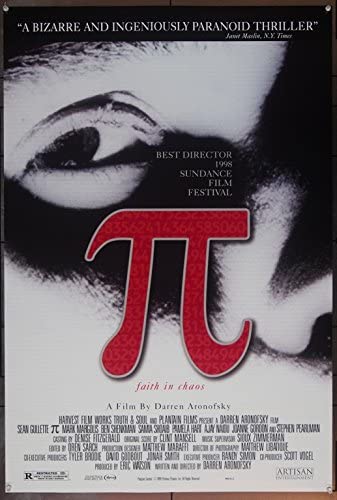 "A BIZARRE AND INGENIOUSLY PARANOID THRILLER"
Janet Maslin, N.Y. Times
BEST DIRECTOR
1998
SUNDANCE
FILM
FESTIVAL
π
faith in chaos
A Film By Darren Aronofsky
HARVEST FILM WORKS TRUTH & SOUL AND PLANTAIN FILMS PRESENT A DARREN ARONOFSKY FILM
SEAN GULLETTE π MARK MARGOLIS BEN SHENKMAN SAMIA SHOAIB PAMELA HART AJAY NAIDU JOANNE GORDON AND STEPHEN PEARLMAN
CASTING BY DENISE FITZGERALD ORIGINAL SCORE BY CLINT MANSELL MUSIC SUPERVISOR SIOUX ZIMMERMAN
EDITED BY OREN SARCH PRODUCTION DESIGNER MATTHEW MARAFFI DIRECTOR OF PHOTOGRAPHY MATTHEW LIBATIQUE
CO-EXECUTIVE PRODUCERS TYLER BRODIE DAVID GODBOUT JONAH SMITH EXECUTIVE PRODUCER RANDY SIMON CO-PRODUCER SCOTT VOGEL
PRODUCED BY ERIC WATSON WRITTEN AND DIRECTED BY DARREN ARONOFSKY
R RESTRICTED
ARTISAN
ENTERTAINMENT